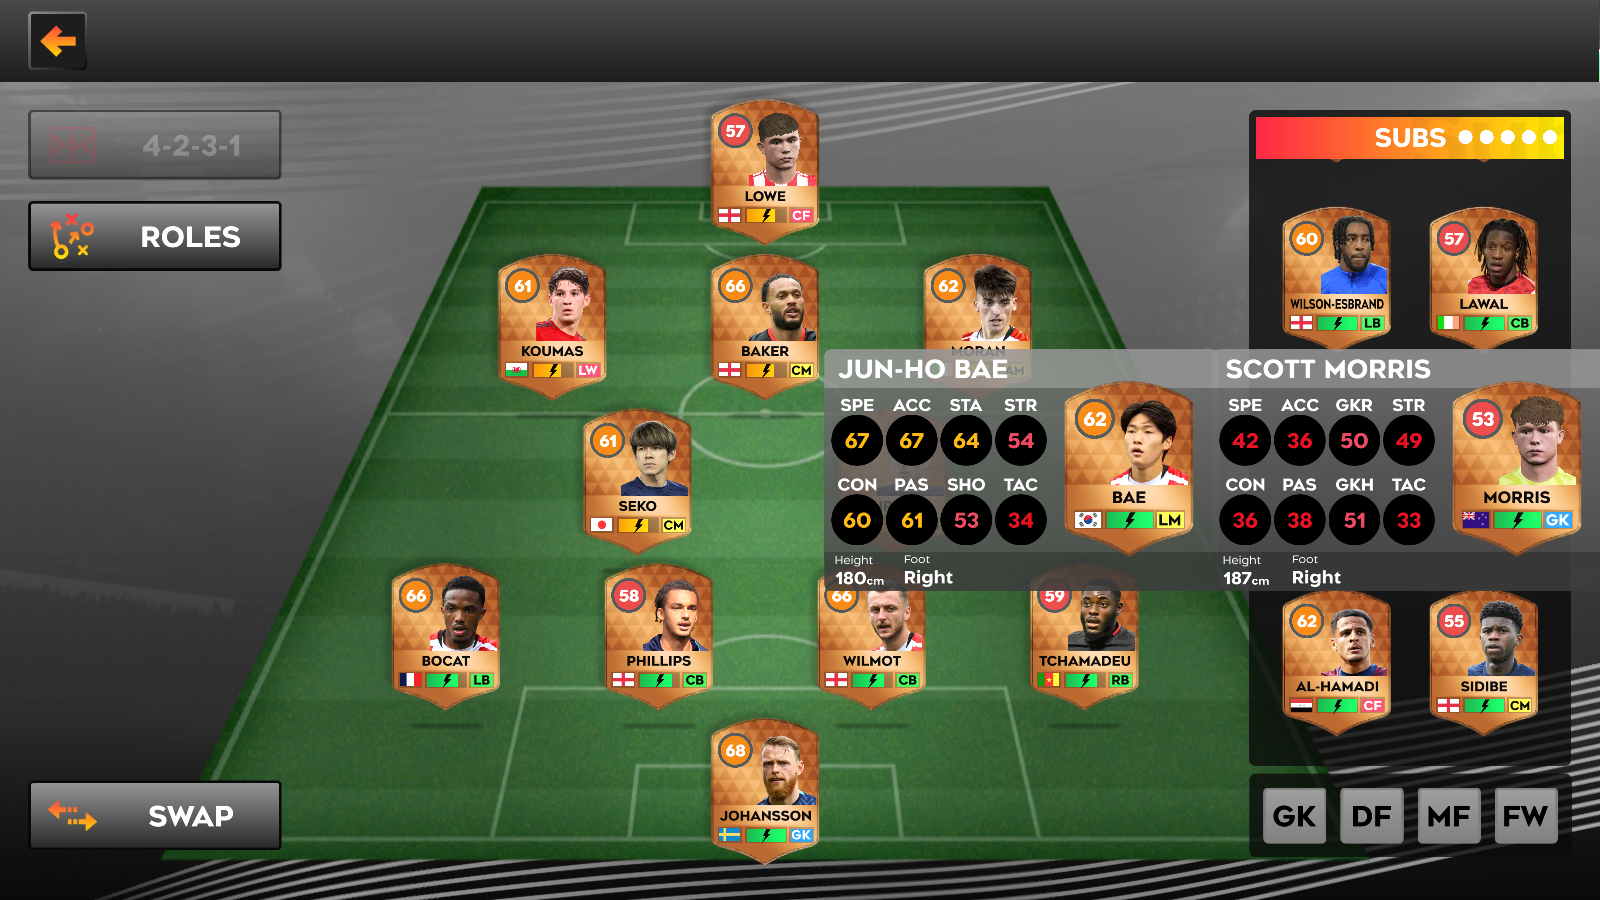 4-2-3-1
ROLES
SWAP
57
LOWE
CF
61
KOUMAS
LW
66
BAKER
CM
62
MORAN
AM
61
SEKO
CM
66
BOCAT
LB
58
PHILLIPS
CB
66
WILMOT
CB
59
TCHAMADEU
RB
68
JOHANSSON
GK
SUBS
60
WILSON-ESBRAND
LB
57
LAWAL
CB
JUN-HO BAE
SPE ACC STA STR
67 67 64 54
CON PAS SHO TAC
60 61 53 34
Height Foot
180cm Right
62
BAE
LM
SCOTT MORRIS
SPE ACC GKR STR
42 36 50 49
CON PAS GKH TAC
36 38 51 33
Height Foot
187cm Right
53
MORRIS
GK
62
AL-HAMADI
CF
55
SIDIBE
CM
GK DF MF FW